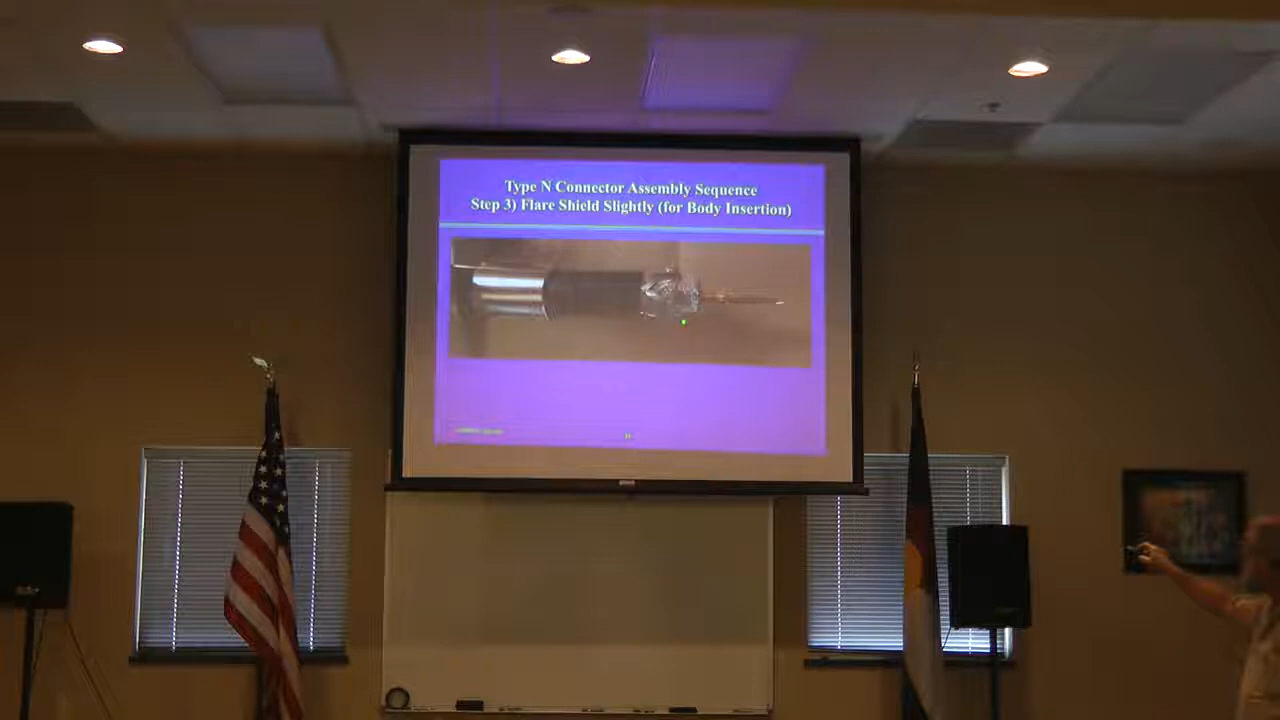 Type N Connector Assembly Sequence
Step 3) Flare Shield Slightly (for Body Insertion)